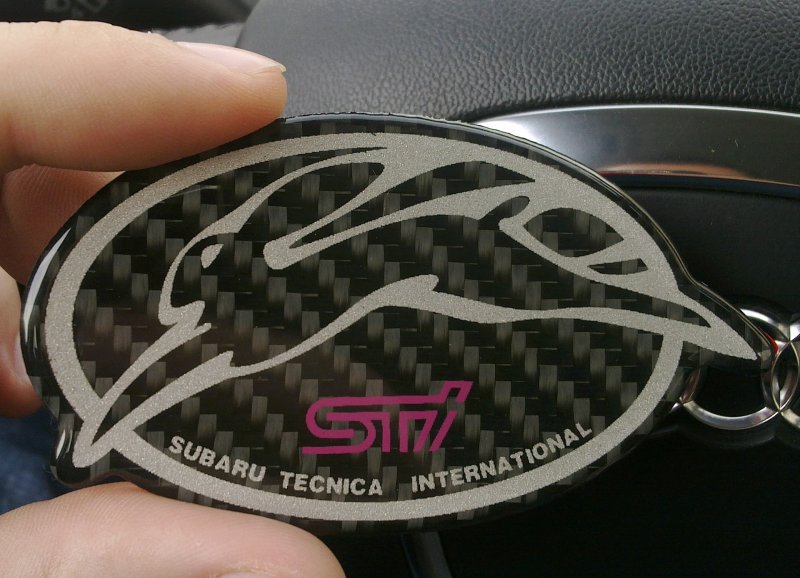 STi
SUBARU TECNICA INTERNATIONAL